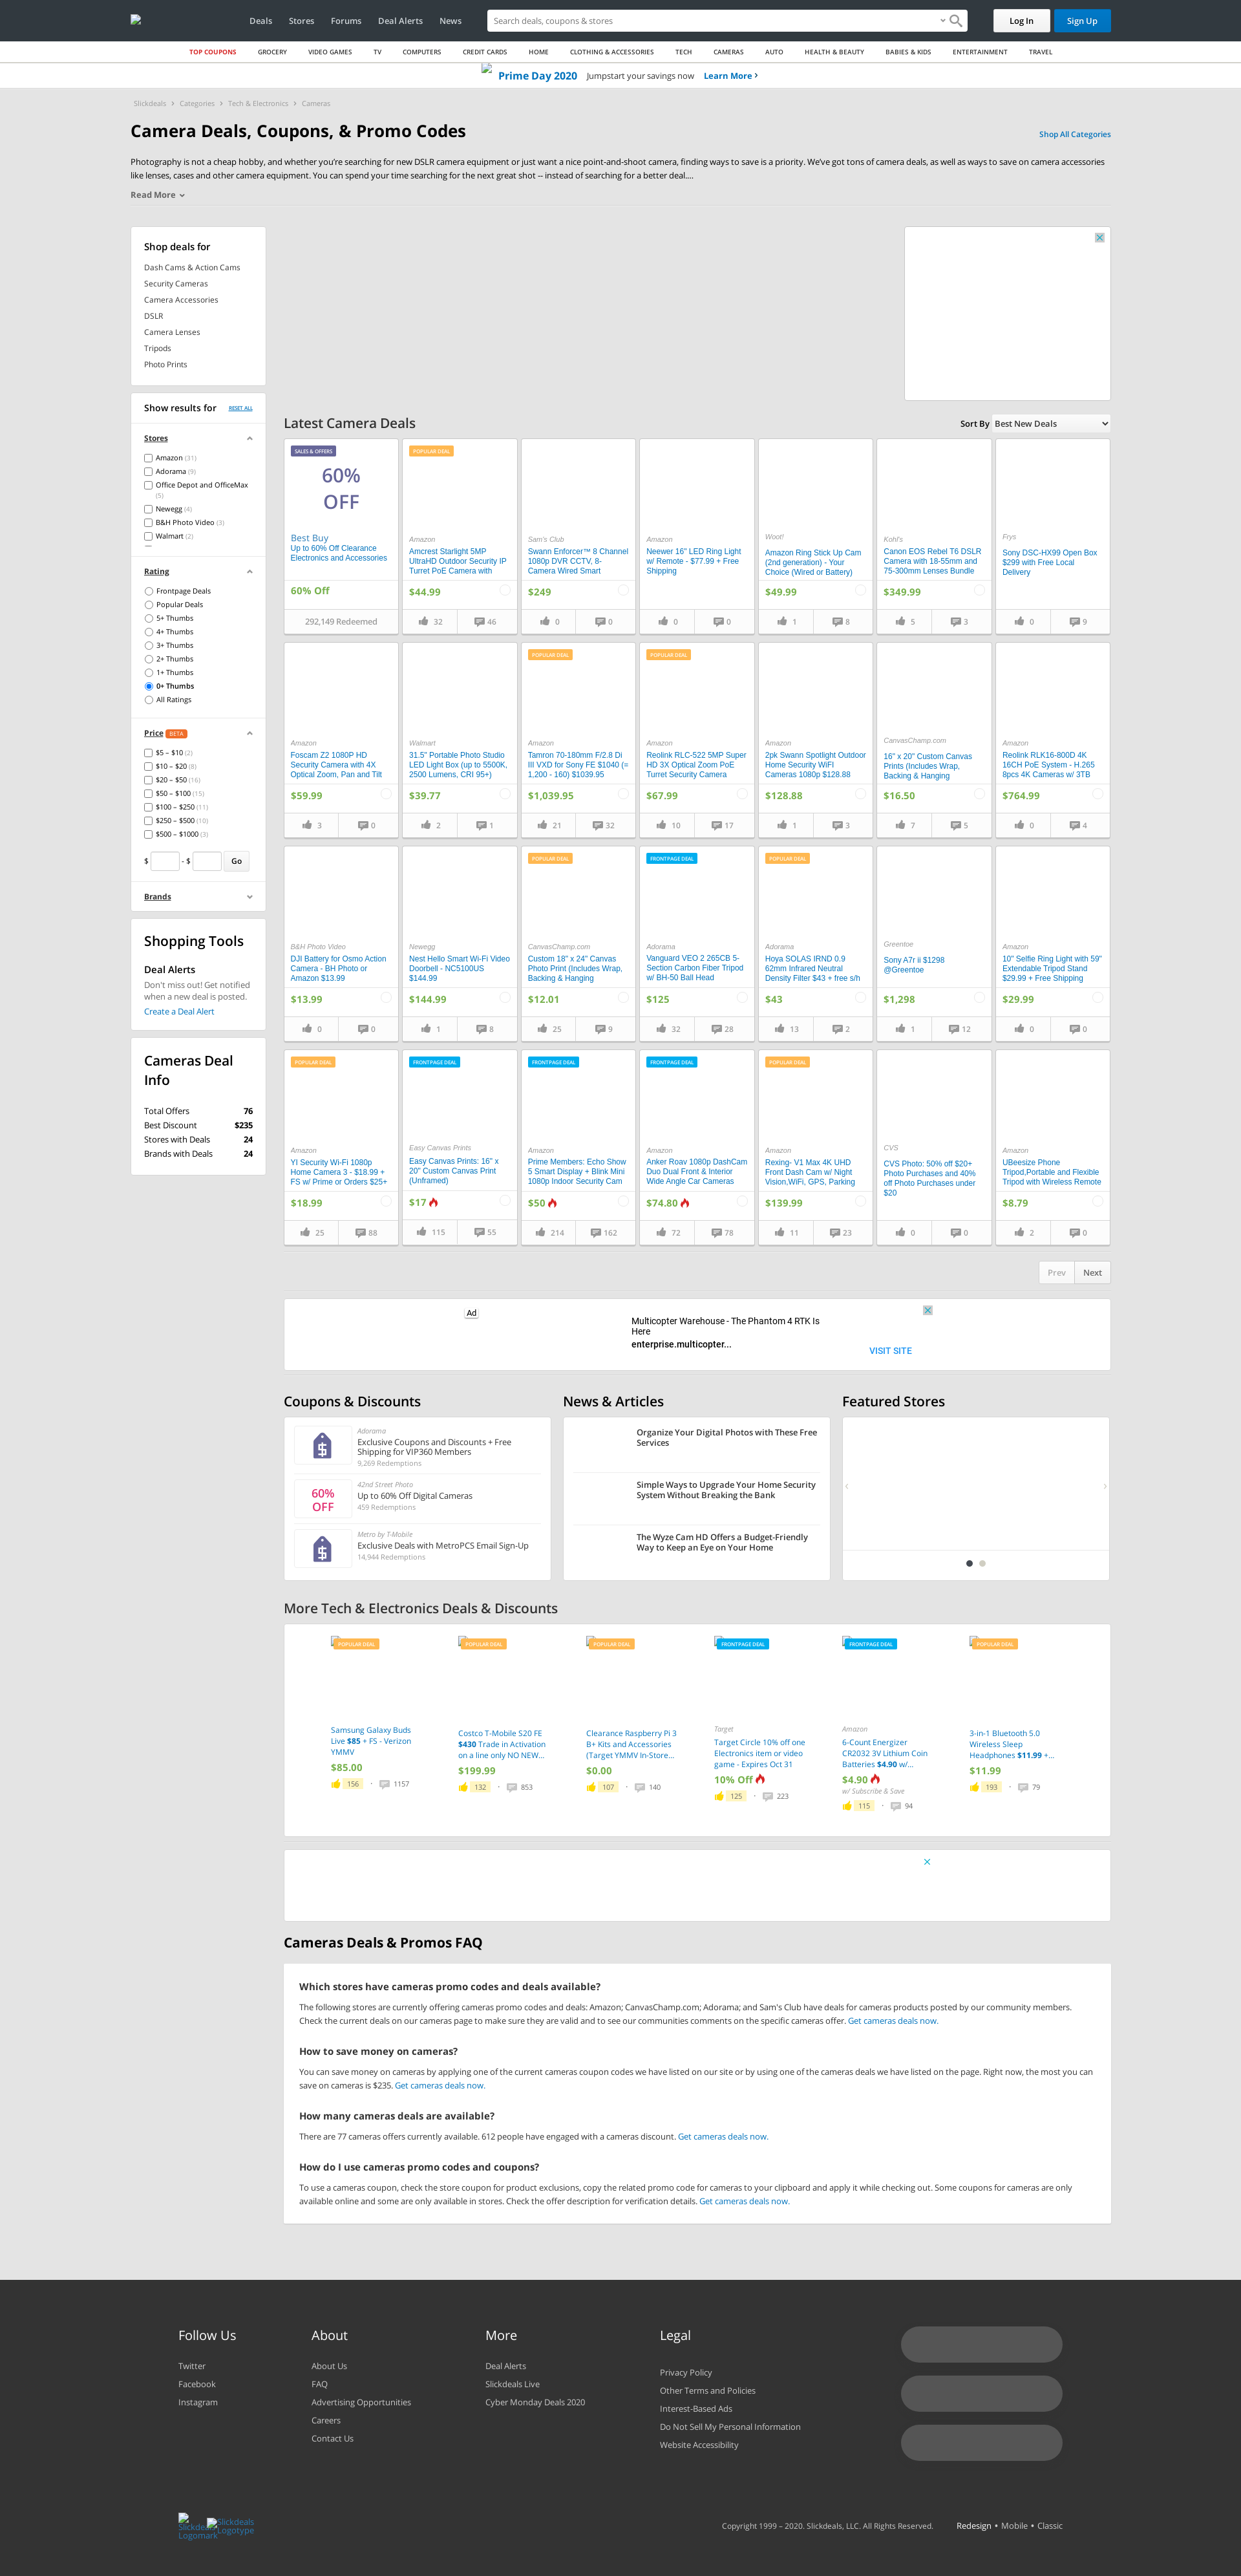 Deals
Stores
Forums
Deal Alerts
News
Search deals, coupons & stores
Log In
Sign Up
TOP COUPONS
GROCERY
VIDEO GAMES
TV
COMPUTERS
CREDIT CARDS
HOME
CLOTHING & ACCESSORIES
TECH
CAMERAS
AUTO
HEALTH & BEAUTY
BABIES & KIDS
ENTERTAINMENT
TRAVEL
Prime Day 2020 Jumpstart your savings now Learn More
Slickdeals > Categories > Tech & Electronics > Cameras
Camera Deals, Coupons, & Promo Codes
Shop All Categories
Photography is not a cheap hobby, and whether you're searching for new DSLR camera equipment or just want a nice point-and-shoot camera, finding ways to save is a priority. We've got tons of camera deals, as well as ways to save on camera accessories
like lenses, cases and other camera equipment. You can spend your time searching for the next great shot -- instead of searching for a better deal....
Read More
Shop deals for
Dash Cams & Action Cams
Security Cameras
Camera Accessories
DSLR
Camera Lenses
Tripods
Photo Prints
Show results for
RESET ALL
Stores
Amazon (31)
Adorama (9)
Office Depot and OfficeMax
(5)
Newegg (4)
B&H Photo Video (3)
Walmart (2)
Rating
Frontpage Deals
Popular Deals
5+ Thumbs
4+ Thumbs
3+ Thumbs
2+ Thumbs
1+ Thumbs
0+ Thumbs
All Ratings
Price BETA
$5 – $10 (2)
$10 – $20 (8)
$20 – $50 (16)
$50 – $100 (15)
$100 – $250 (11)
$250 – $500 (10)
$500 – $1000 (3)
$ - $ Go
Brands
Shopping Tools
Deal Alerts
Don't miss out! Get notified
when a new deal is posted.
Create a Deal Alert
Cameras Deal
Info
Total Offers 76
Best Discount $235
Stores with Deals 24
Brands with Deals 24
Latest Camera Deals
Sort By Best New Deals
SALES & OFFERS
60%
OFF
Best Buy
Up to 60% Off Clearance
Electronics and Accessories
60% Off
292,149 Redeemed
POPULAR DEAL
Amazon
Amcrest Starlight 5MP
UltraHD Outdoor Security IP
Turret PoE Camera with
$44.99
32 46
Sam's Club
Swann Enforcer™ 8 Channel
1080p DVR CCTV, 8-
Camera Wired Smart
$249
0 0
Amazon
Neewer 16" LED Ring Light
w/ Remote - $77.99 + Free
Shipping
0 0
Woot!
Amazon Ring Stick Up Cam
(2nd generation) - Your
Choice (Wired or Battery)
$49.99
1 8
Kohl's
Canon EOS Rebel T6 DSLR
Camera with 18-55mm and
75-300mm Lenses Bundle
$349.99
5 3
Frys
Sony DSC-HX99 Open Box
$299 with Free Local
Delivery
0 9
Amazon
Foscam Z2 1080P HD
Security Camera with 4X
Optical Zoom, Pan and Tilt
$59.99
3 0
Walmart
31.5" Portable Photo Studio
LED Light Box (up to 5500K,
2500 Lumens, CRI 95+)
$39.77
2 1
POPULAR DEAL
Amazon
Tamron 70-180mm F/2.8 Di
III VXD for Sony FE $1040 (=
1,200 - 160) $1039.95
$1,039.95
21 32
POPULAR DEAL
Amazon
Reolink RLC-522 5MP Super
HD 3X Optical Zoom PoE
Turret Security Camera
$67.99
10 17
Amazon
2pk Swann Spotlight Outdoor
Home Security WiFI
Cameras 1080p $128.88
$128.88
1 3
CanvasChamp.com
16" x 20" Custom Canvas
Prints (Includes Wrap,
Backing & Hanging
$16.50
7 5
Amazon
Reolink RLK16-800D 4K
16CH PoE System - H.265
8pcs 4K Cameras w/ 3TB
$764.99
0 4
B&H Photo Video
DJI Battery for Osmo Action
Camera - BH Photo or
Amazon $13.99
$13.99
0 0
Newegg
Nest Hello Smart Wi-Fi Video
Doorbell - NC5100US
$144.99
$144.99
1 8
POPULAR DEAL
CanvasChamp.com
Custom 18" x 24" Canvas
Photo Print (Includes Wrap,
Backing & Hanging
$12.01
25 9
FRONTPAGE DEAL
Adorama
Vanguard VEO 2 265CB 5-
Section Carbon Fiber Tripod
w/ BH-50 Ball Head
$125
32 28
POPULAR DEAL
Adorama
Hoya SOLAS IRND 0.9
62mm Infrared Neutral
Density Filter $43 + free s/h
$43
13 2
Greentoe
Sony A7r ii $1298
@Greentoe
$1,298
1 12
Amazon
10" Selfie Ring Light with 59"
Extendable Tripod Stand
$29.99 + Free Shipping
$29.99
0 0
POPULAR DEAL
Amazon
YI Security Wi-Fi 1080p
Home Camera 3 - $18.99 +
FS w/ Prime or Orders $25+
$18.99
25 88
FRONTPAGE DEAL
Easy Canvas Prints
Easy Canvas Prints: 16" x
20" Custom Canvas Print
(Unframed)
$17
115 55
FRONTPAGE DEAL
Amazon
Prime Members: Echo Show
5 Smart Display + Blink Mini
1080p Indoor Security Cam
$50
214 162
FRONTPAGE DEAL
Amazon
Anker Roav 1080p DashCam
Duo Dual Front & Interior
Wide Angle Car Cameras
$74.80
72 78
POPULAR DEAL
Amazon
Rexing- V1 Max 4K UHD
Front Dash Cam w/ Night
Vision,WiFi, GPS, Parking
$139.99
11 23
CVS
CVS Photo: 50% off $20+
Photo Purchases and 40%
off Photo Purchases under
$20
0 0
Amazon
UBeesize Phone
Tripod,Portable and Flexible
Tripod with Wireless Remote
$8.79
2 0
Prev Next
Ad
Multicopter Warehouse - The Phantom 4 RTK Is
Here
enterprise.multicopter...
VISIT SITE
Coupons & Discounts
Adorama
Exclusive Coupons and Discounts + Free
Shipping for VIP360 Members
9,269 Redemptions
60%
OFF
42nd Street Photo
Up to 60% Off Digital Cameras
459 Redemptions
Metro by T-Mobile
Exclusive Deals with MetroPCS Email Sign-Up
14,944 Redemptions
News & Articles
Organize Your Digital Photos with These Free
Services
Simple Ways to Upgrade Your Home Security
System Without Breaking the Bank
The Wyze Cam HD Offers a Budget-Friendly
Way to Keep an Eye on Your Home
Featured Stores
More Tech & Electronics Deals & Discounts
POPULAR DEAL
Samsung Galaxy Buds
Live $85 + FS - Verizon
YMMV
$85.00
156 · 1157
POPULAR DEAL
Costco T-Mobile S20 FE
$430 Trade in Activation
on a line only NO NEW...
$199.99
132 · 853
POPULAR DEAL
Clearance Raspberry Pi 3
B+ Kits and Accessories
(Target YMMV In-Store...
$0.00
107 · 140
FRONTPAGE DEAL
Target
Target Circle 10% off one
Electronics item or video
game - Expires Oct 31
10% Off
125 · 223
FRONTPAGE DEAL
Amazon
6-Count Energizer
CR2032 3V Lithium Coin
Batteries $4.90 w/...
$4.90
w/ Subscribe & Save
115 · 94
POPULAR DEAL
3-in-1 Bluetooth 5.0
Wireless Sleep
Headphones $11.99 +...
$11.99
193 · 79
Cameras Deals & Promos FAQ
Which stores have cameras promo codes and deals available?
The following stores are currently offering cameras promo codes and deals: Amazon; CanvasChamp.com; Adorama; and Sam's Club have deals for cameras products posted by our community members.
Check the current deals on our cameras page to make sure they are valid and to see our communities comments on the specific cameras offer. Get cameras deals now.
How to save money on cameras?
You can save money on cameras by applying one of the current cameras coupon codes we have listed on our site or by using one of the cameras deals we have listed on the page. Right now, the most you can
save on cameras is $235. Get cameras deals now.
How many cameras deals are available?
There are 77 cameras offers currently available. 612 people have engaged with a cameras discount. Get cameras deals now.
How do I use cameras promo codes and coupons?
To use a cameras coupon, check the store coupon for product exclusions, copy the related promo code for cameras to your clipboard and apply it while checking out. Some coupons for cameras are only
available online and some are only available in stores. Check the offer description for verification details. Get cameras deals now.
Follow Us
Twitter
Facebook
Instagram
About
About Us
FAQ
Advertising Opportunities
Careers
Contact Us
More
Deal Alerts
Slickdeals Live
Cyber Monday Deals 2020
Legal
Privacy Policy
Other Terms and Policies
Interest-Based Ads
Do Not Sell My Personal Information
Website Accessibility
Slickdeals
Logomark
Slickdeals
Logotype
Copyright 1999 – 2020. Slickdeals, LLC. All Rights Reserved.
Redesign • Mobile • Classic